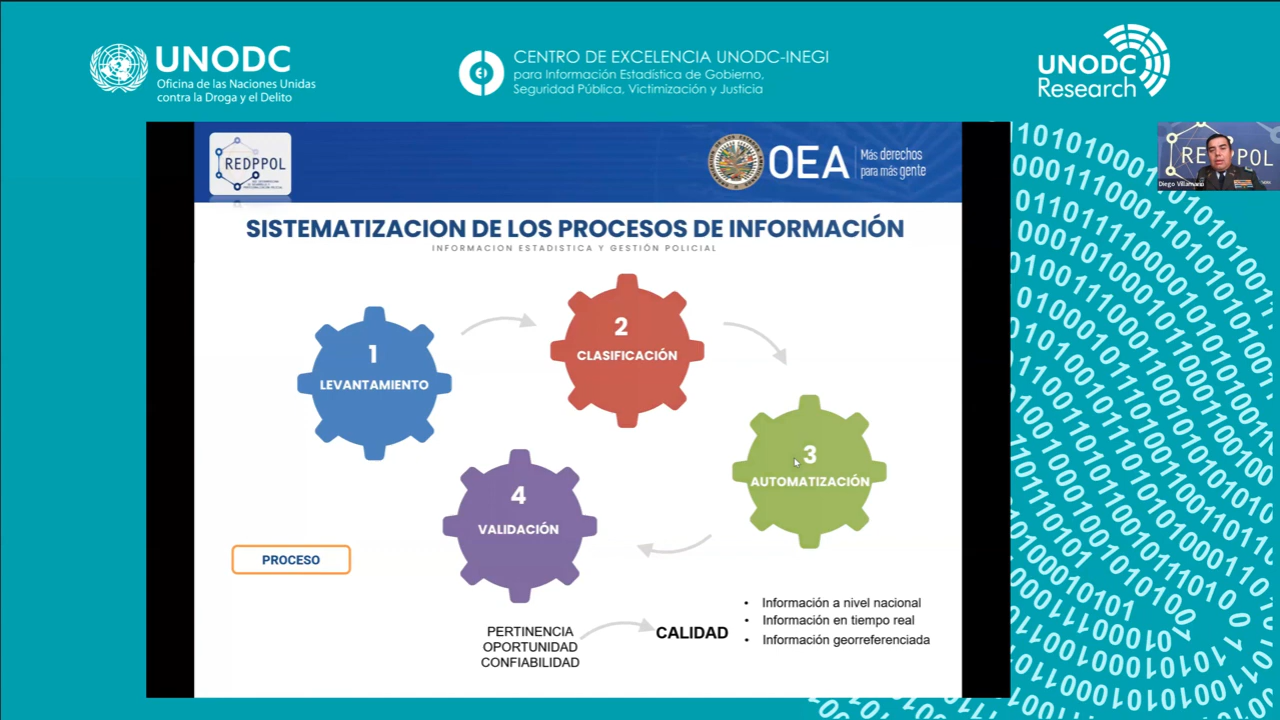 UNODC
Oficina de las Naciones Unidas
contra la Droga y el Delito
CENTRO DE EXCELENCIA UNODC-INEGI
para Información Estadística de Gobierno,
Seguridad Pública, Victimización y Justicia
UNODC
Research
REDPPOL
OEA
Más derechos
para más gente
SISTEMATIZACION DE LOS PROCESOS DE INFORMACIÓN
INFORMACION ESTADISTICA Y GESTIÓN POLICIAL
1
LEVANTAMIENTO
2
CLASIFICACIÓN
3
AUTOMATIZACIÓN
4
VALIDACIÓN
PROCESO
PERTINENCIA
OPORTUNIDAD
CONFIABILIDAD
CALIDAD
• Información a nivel nacional
• Información en tiempo real
• Información georreferenciada
Diego